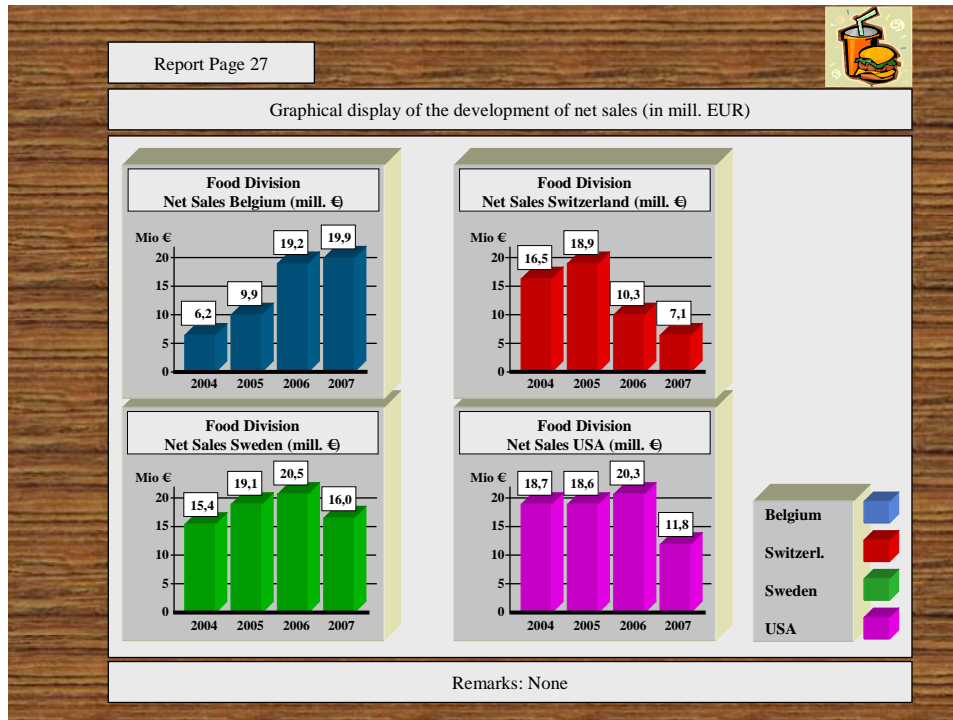 Report Page 27
Graphical display of the development of net sales (in mill. EUR)
Food Division
Net Sales Belgium (mill. €)
Mio €
20
15
10
5
0
6,2
9,9
19,2
19,9
2004 2005 2006 2007
Food Division
Net Sales Switzerland (mill. €)
Mio €
20
15
10
5
0
16,5
18,9
10,3
7,1
2004 2005 2006 2007
Food Division
Net Sales Sweden (mill. €)
Mio €
20
15
10
5
0
15,4
19,1
20,5
16,0
2004 2005 2006 2007
Food Division
Net Sales USA (mill. €)
Mio €
20
15
10
5
0
18,7
18,6
20,3
11,8
2004 2005 2006 2007
Belgium
Switzerl.
Sweden
USA
Remarks: None